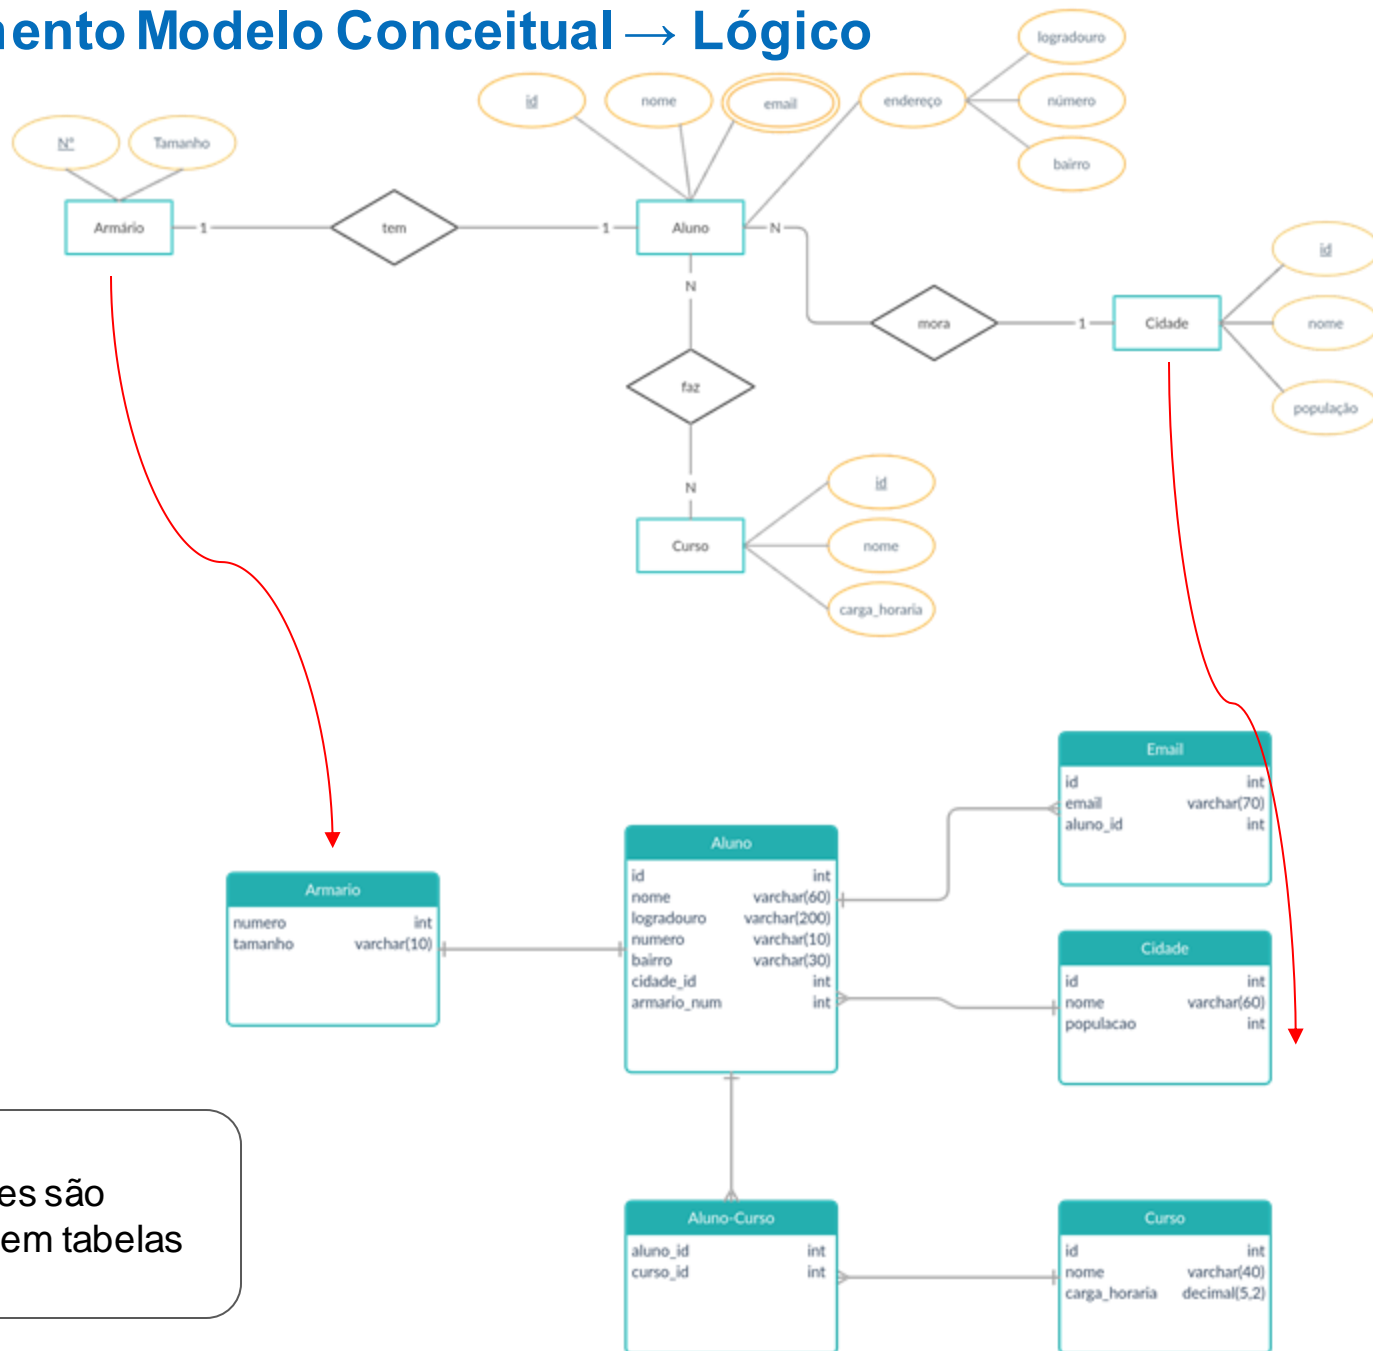 mento Modelo Conceitual → Lógico
logradouro
id
nome
email
endereço
número
Nº
Tamanho
bairro
Armário
1
tem
1
Aluno
N
id
N
mora
1
Cidade
nome
faz
população
N
id
Curso
nome
carga_horaria
Email
id int
email varchar(70)
aluno_id int
Aluno
id int
nome varchar(60)
logradouro varchar(200)
numero varchar(10)
bairro varchar(30)
cidade_id int
armario_num int
Armario
numero int
tamanho varchar(10)
Cidade
id int
nome varchar(60)
populacao int
es são
em tabelas
Aluno-Curso
aluno_id int
curso_id int
Curso
id int
nome varchar(40)
carga_horaria decimal(5,2)